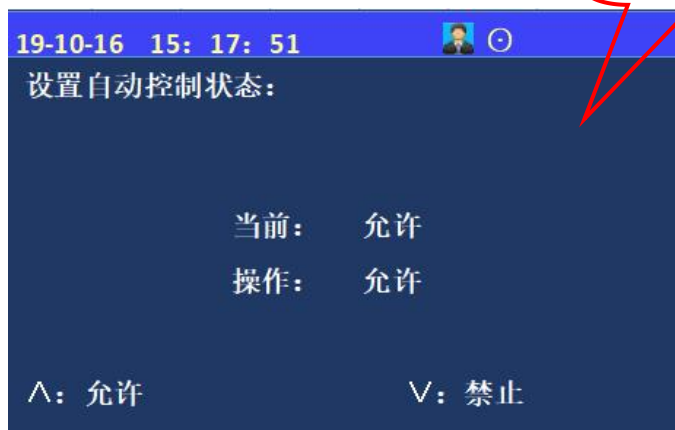 19-10-16 15：17：51
设置自动控制状态：
当前： 允许
操作： 允许
∧：允许 ∨：禁止